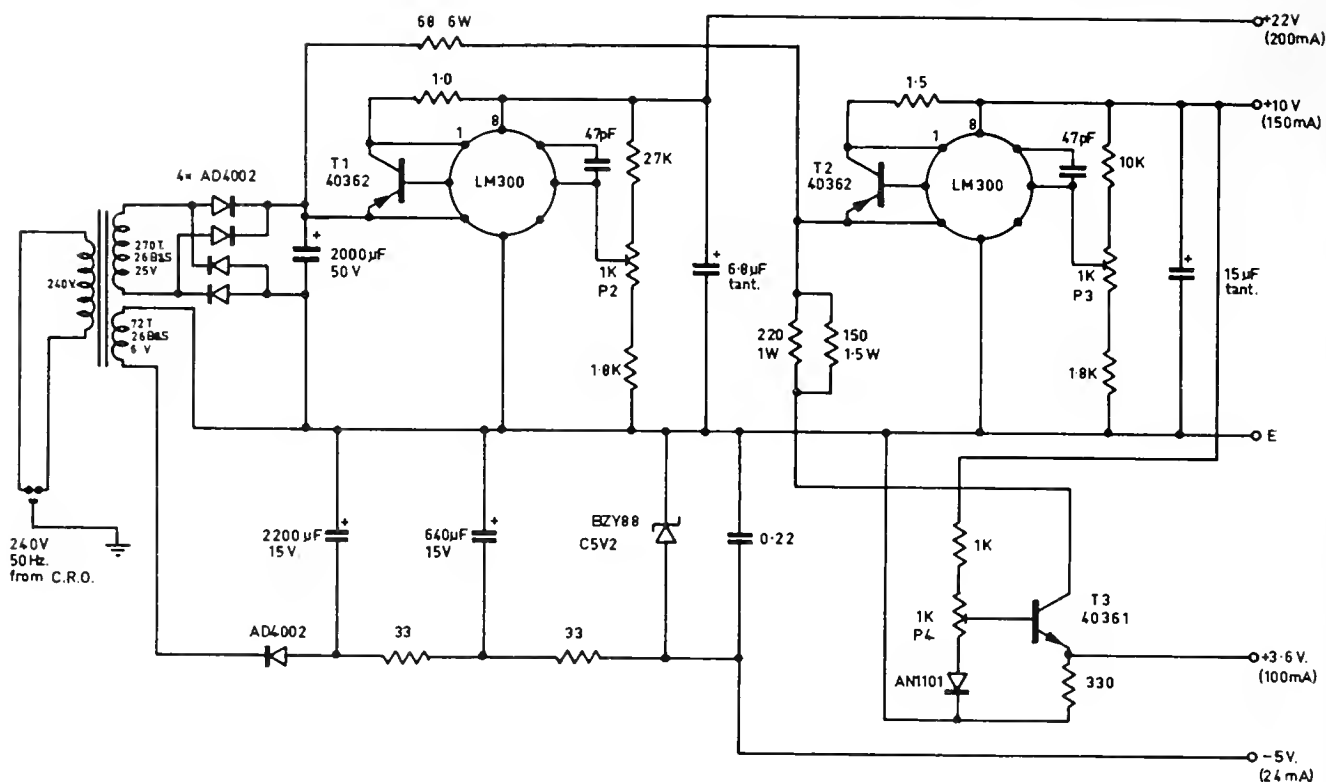 68 6W
+22V
(200mA)
1·0
1
8
47pF
27K
T1
40362
LM300
1·5
+10V
(150mA)
1
8
47pF
10K
T2
40362
LM300
4× AD4002
240V.
270T.
26B&S
25V
72T
26B&S
6 V
2000µF
50V
1K
P2
6·8µF
tant.
1K
P3
15µF
tant.
220
1W
150
1·5W
1·8K
1·8K
E
240V
50Hz.
from C.R.O.
2200µF
15V
640µF
15V
BZY88
C5V2
0·22
1K
1K
P4
T3
40361
AD4002
33
33
AN1101
330
+3·6V.
(100mA)
−5V.
(24mA)